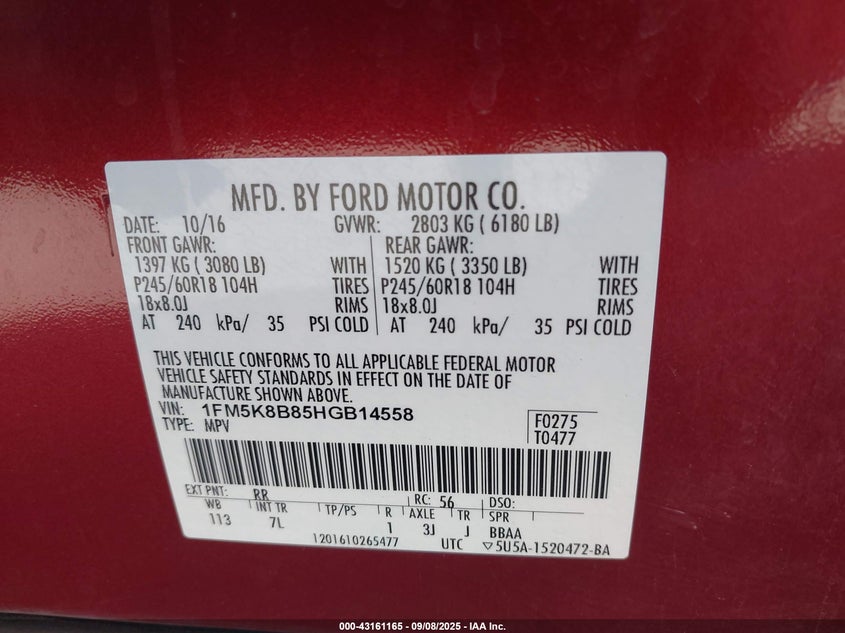 MFD. BY FORD MOTOR CO.
DATE: 10/16 GVWR: 2803 KG ( 6180 LB)
FRONT GAWR: REAR GAWR:
1397 KG ( 3080 LB) WITH 1520 KG ( 3350 LB) WITH
P245/60R18 104H TIRES P245/60R18 104H TIRES
18x8.0J RIMS 18x8.0J RIMS
AT 240 kPa/ 35 PSI COLD AT 240 kPa/ 35 PSI COLD
THIS VEHICLE CONFORMS TO ALL APPLICABLE FEDERAL MOTOR
VEHICLE SAFETY STANDARDS IN EFFECT ON THE DATE OF
MANUFACTURE SHOWN ABOVE.
VIN: 1FM5K8B85HGB14558 F0275
TYPE: MPV T0477
EXT PNT: RR RC: 56 DSO:
WB INT TR TP/PS R AXLE TR SPR
113 7L 1 3J J BBAA
1201610265477 UTC ▽5U5A-1520472-BA
000-43161165 - 09/08/2025 - IAA Inc.